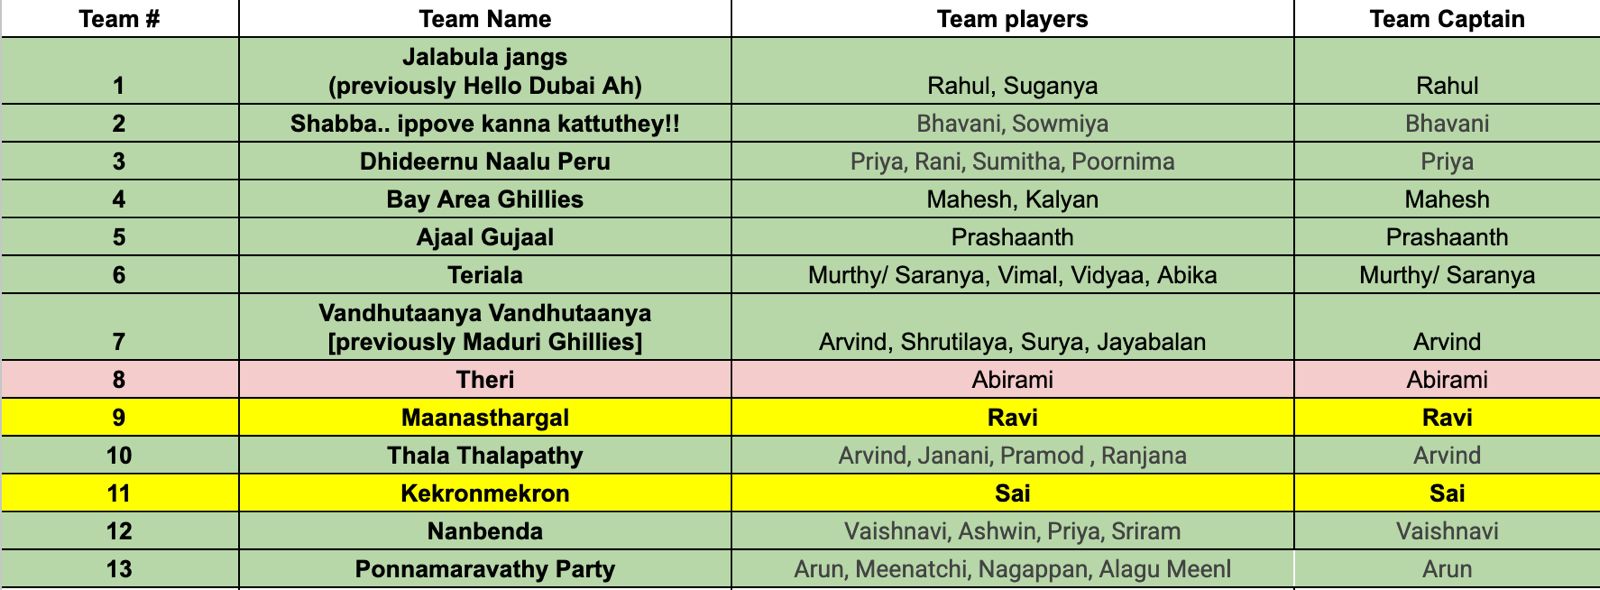 Team # Team Name Team players Team Captain
Jalabula jangs
1 (previously Hello Dubai Ah) Rahul, Suganya Rahul
2 Shabba.. ippove kanna kattuthey!! Bhavani, Sowmiya Bhavani
3 Dhideernu Naalu Peru Priya, Rani, Sumitha, Poornima Priya
4 Bay Area Ghillies Mahesh, Kalyan Mahesh
5 Ajaal Gujaal Prashaanth Prashaanth
6 Teriala Murthy/ Saranya, Vimal, Vidyaa, Abika Murthy/ Saranya
Vandhutaanya Vandhutaanya
7 [previously Maduri Ghillies] Arvind, Shrutilaya, Surya, Jayabalan Arvind
8 Theri Abirami Abirami
9 Maanasthargal Ravi Ravi
10 Thala Thalapathy Arvind, Janani, Pramod , Ranjana Arvind
11 Kekronmekron Sai Sai
12 Nanbenda Vaishnavi, Ashwin, Priya, Sriram Vaishnavi
13 Ponnamaravathy Party Arun, Meenatchi, Nagappan, Alagu Meenl Arun